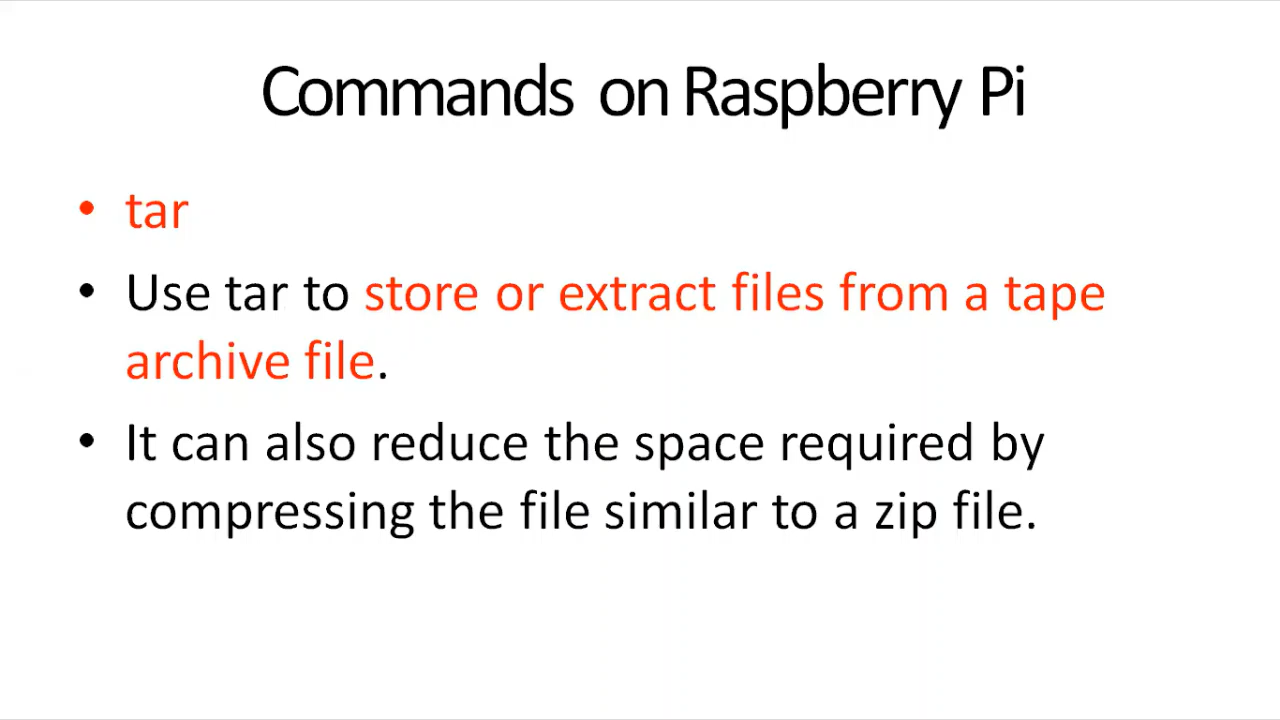 Commands on Raspberry Pi
• tar
• Use tar to store or extract files from a tape
archive file.
• It can also reduce the space required by
compressing the file similar to a zip file.